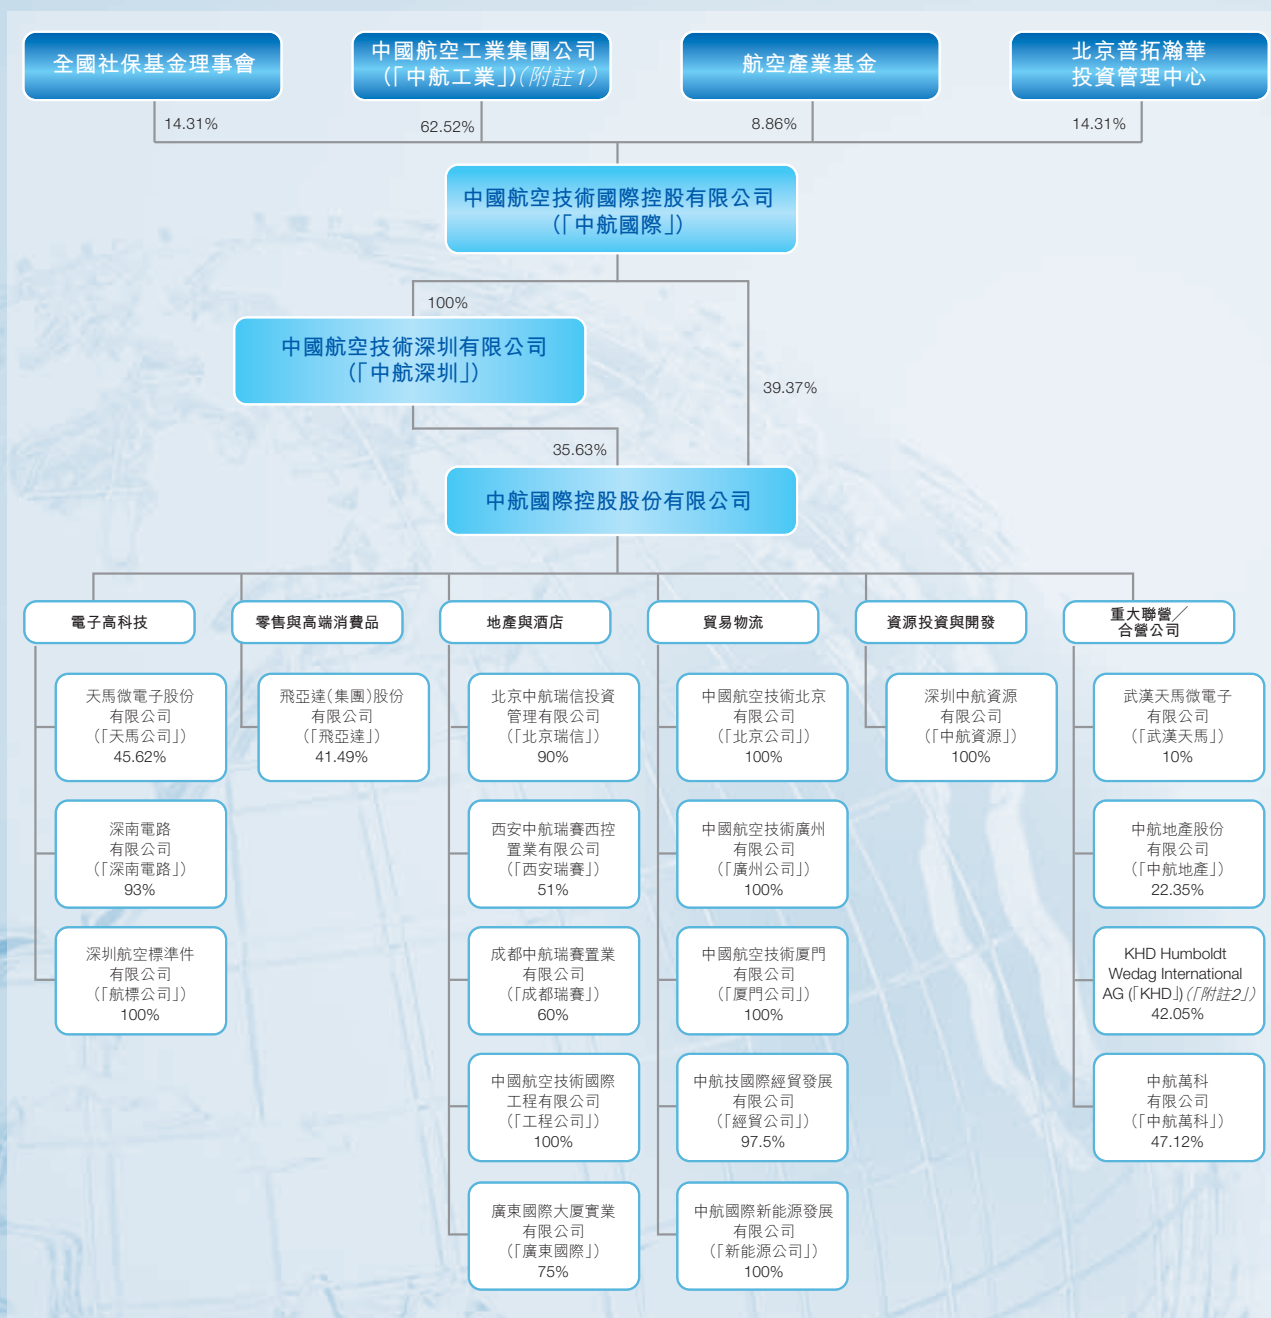 全國社保基金理事會
中國航空工業集團公司
(「中航工業」)(附註1)
航空產業基金
北京普拓瀚華
投資管理中心
14.31%
62.52%
8.86%
14.31%
中國航空技術國際控股有限公司
(「中航國際」)
100%
中國航空技術深圳有限公司
(「中航深圳」)
39.37%
35.63%
中航國際控股股份有限公司
電子高科技
天馬微電子股份
有限公司
(「天馬公司」)
45.62%
深南電路
有限公司
(「深南電路」)
93%
深圳航空標準件
有限公司
(「航標公司」)
100%
零售與高端消費品
飛亞達(集團)股份
有限公司
(「飛亞達」)
41.49%
地產與酒店
北京中航瑞信投資
管理有限公司
(「北京瑞信」)
90%
西安中航瑞賽西控
置業有限公司
(「西安瑞賽」)
51%
成都中航瑞賽置業
有限公司
(「成都瑞賽」)
60%
中國航空技術國際
工程有限公司
(「工程公司」)
100%
廣東國際大厦實業
有限公司
(「廣東國際」)
75%
貿易物流
中國航空技術北京
有限公司
(「北京公司」)
100%
中國航空技術廣州
有限公司
(「廣州公司」)
100%
中國航空技術厦門
有限公司
(「厦門公司」)
100%
中航技國際經貿發展
有限公司
(「經貿公司」)
97.5%
中航國際新能源發展
有限公司
(「新能源公司」)
100%
資源投資與開發
深圳中航資源
有限公司
(「中航資源」)
100%
重大聯營／
合營公司
武漢天馬微電子
有限公司
(「武漢天馬」)
10%
中航地產股份
有限公司
(「中航地產」)
22.35%
KHD Humboldt
Wedag International
AG (「KHD」)(「附註2」)
42.05%
中航萬科
有限公司
(「中航萬科」)
47.12%